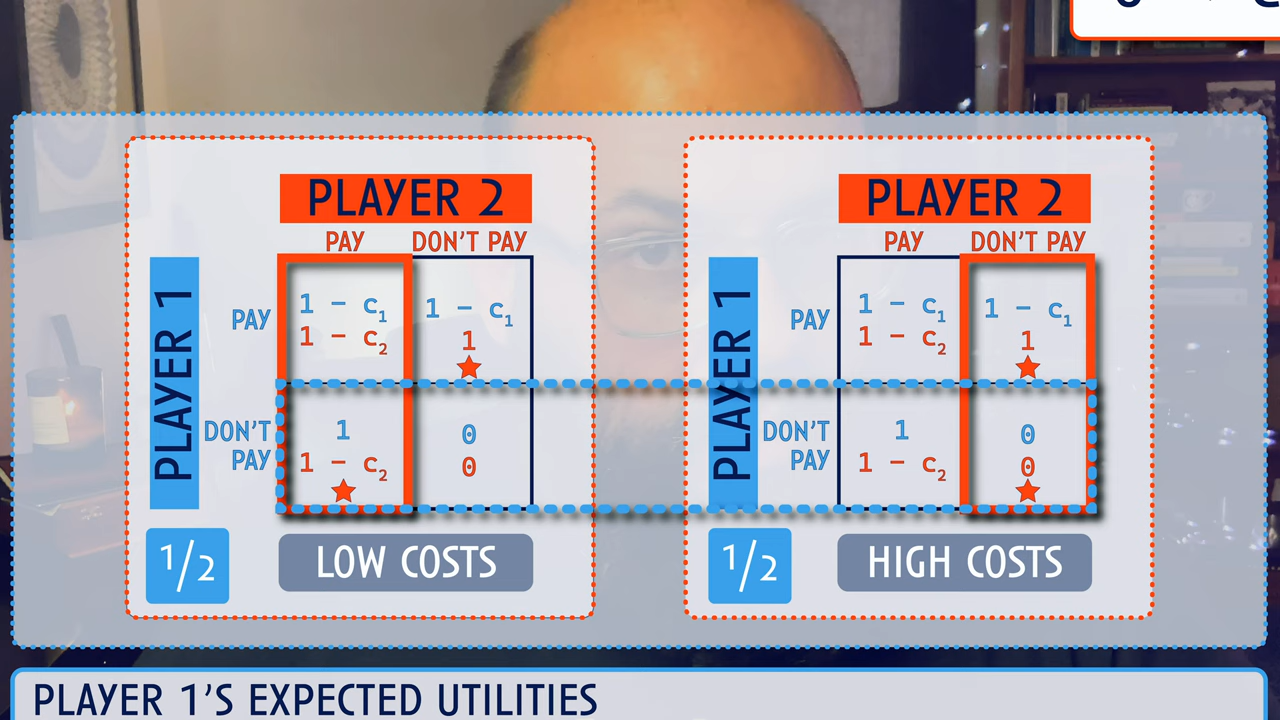 PLAYER 2
PAY DON'T PAY
PLAYER 1
PAY
1 - c₁
1 - c₂
1 - c₁
1
DON'T PAY
1
1 - c₂
0
0
1/2
LOW COSTS
PLAYER 2
PAY DON'T PAY
PLAYER 1
PAY
1 - c₁
1 - c₂
1 - c₁
1
DON'T PAY
1
1 - c₂
0
0
1/2
HIGH COSTS
PLAYER 1'S EXPECTED UTILITIES